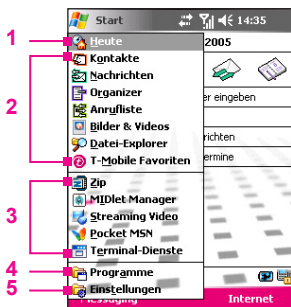 Start 14:35
1 Heute 2005
Kontakte
Nachrichten
Organizer er eingeben
Anrufliste
2 Bilder & Videos
Datei-Explorer richten
T-Mobile Favoriten ermine
Zip
MIDlet Manager
3 Streaming Video
Pocket MSN
Terminal-Dienste
4 Programme
5 Einstellungen
Messaging Internet